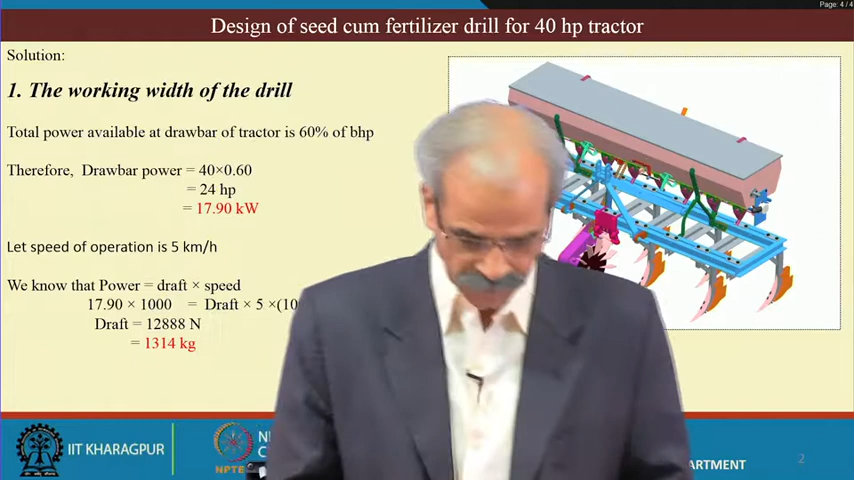 Page: 4 / 4
Design of seed cum fertilizer drill for 40 hp tractor
Solution:
1. The working width of the drill
Total power available at drawbar of tractor is 60% of bhp
Therefore, Drawbar power = 40×0.60
= 24 hp
= 17.90 kW
Let speed of operation is 5 km/h
We know that Power = draft × speed
17.90 × 1000 = Draft × 5 ×(10
Draft = 12888 N
= 1314 kg
IIT KHARAGPUR
NPTE
DEPARTMENT
2